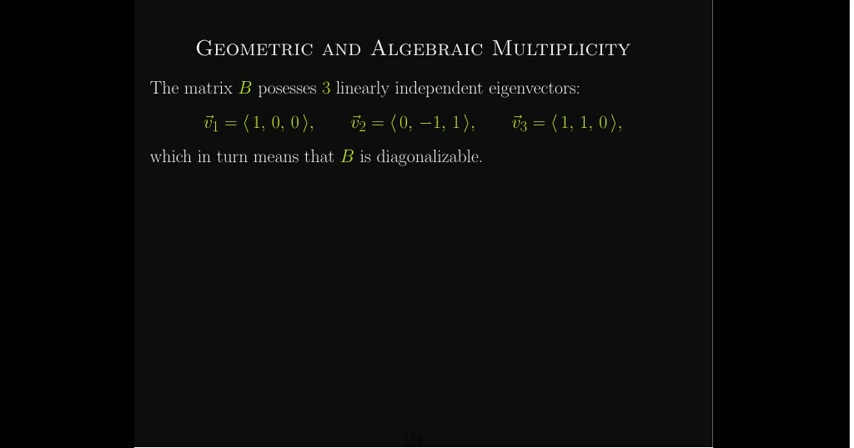 Geometric and Algebraic Multiplicity
The matrix B posesses 3 linearly independent eigenvectors:
v⃗₁ = ⟨1, 0, 0⟩, v⃗₂ = ⟨0, −1, 1⟩, v⃗₃ = ⟨1, 1, 0⟩,
which in turn means that B is diagonalizable.